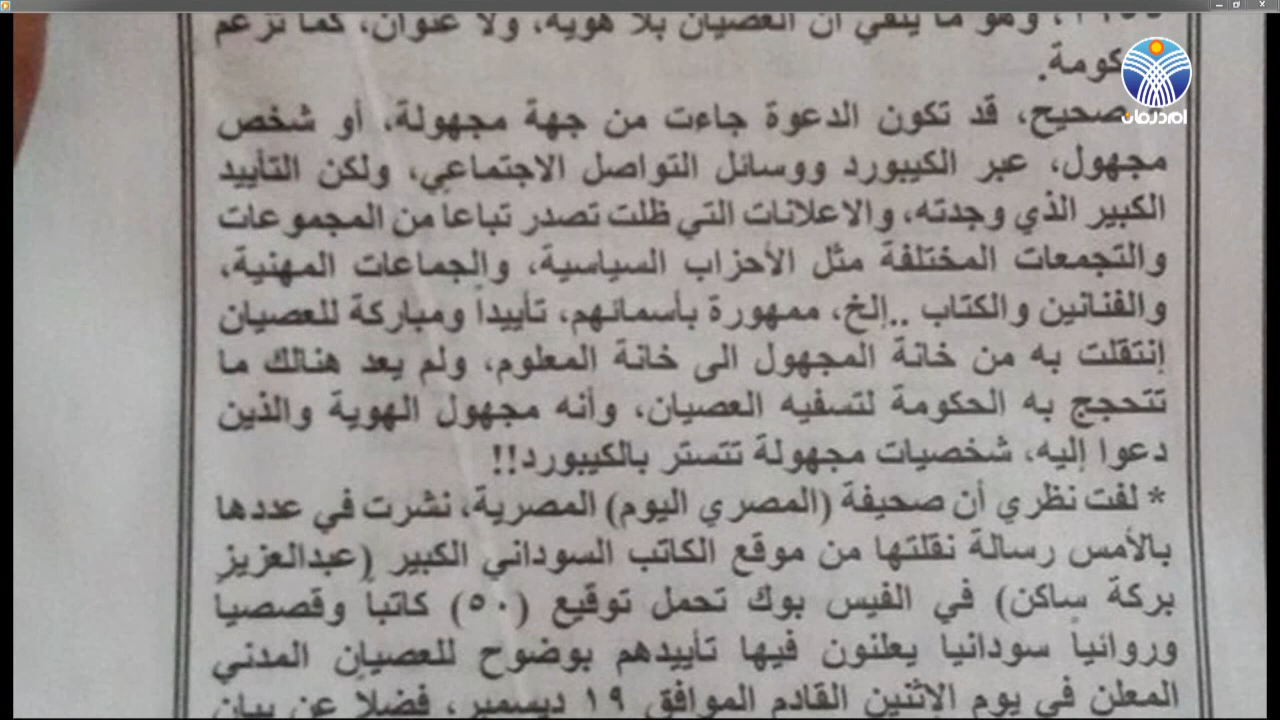 وهو ما ينفي أن العصيان بلا هوية، ولا عنوان، كما تزعم
صحيح، قد تكون الدعوة جاءت من جهة مجهولة، أو شخص
مجهول، عبر الكيبورد ووسائل التواصل الاجتماعي، ولكن التأييد
الكبير الذي وجدته، والاعلانات التي ظلت تصدر تباعا من المجموعات
والتجمعات المختلفة مثل الأحزاب السياسية، والجماعات المهنية،
والفنانين والكتاب ..إلخ، ممهورة بأسمائهم، تأييداً ومباركة للعصيان
إنتقلت به من خانة المجهول الى خانة المعلوم، ولم يعد هنالك ما
تتحجج به الحكومة لتسفيه العصيان، وأنه مجهول الهوية والذين
دعوا إليه، شخصيات مجهولة تتستر بالكيبورد!!
* لفت نظري أن صحيفة (المصري اليوم) المصرية، نشرت في عددها
بالأمس رسالة نقلتها من موقع الكاتب السوداني الكبير (عبدالعزيز
بركة ساكن) في الفيس بوك تحمل توقيع (٥٠) كاتباً وقصصيا
وروائياً سودانيا يعلنون فيها تأييدهم بوضوح للعصيان المدني
المعلن في يوم الإثنين القادم الموافق ١٩ ديسمبر، فضلاً عن بيان
أم درمان